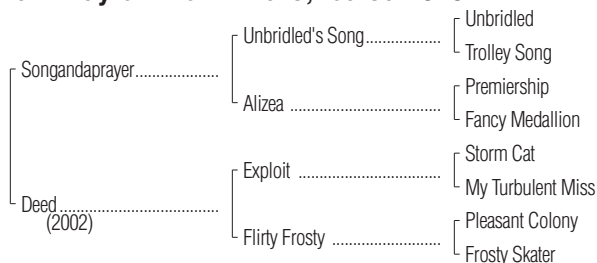 Unbridled
Unbridled's Song
Trolley Song
Songandaprayer
Premiership
Alizea
Fancy Medallion
Storm Cat
Exploit
My Turbulent Miss
Deed
(2002)
Pleasant Colony
Flirty Frosty
Frosty Skater